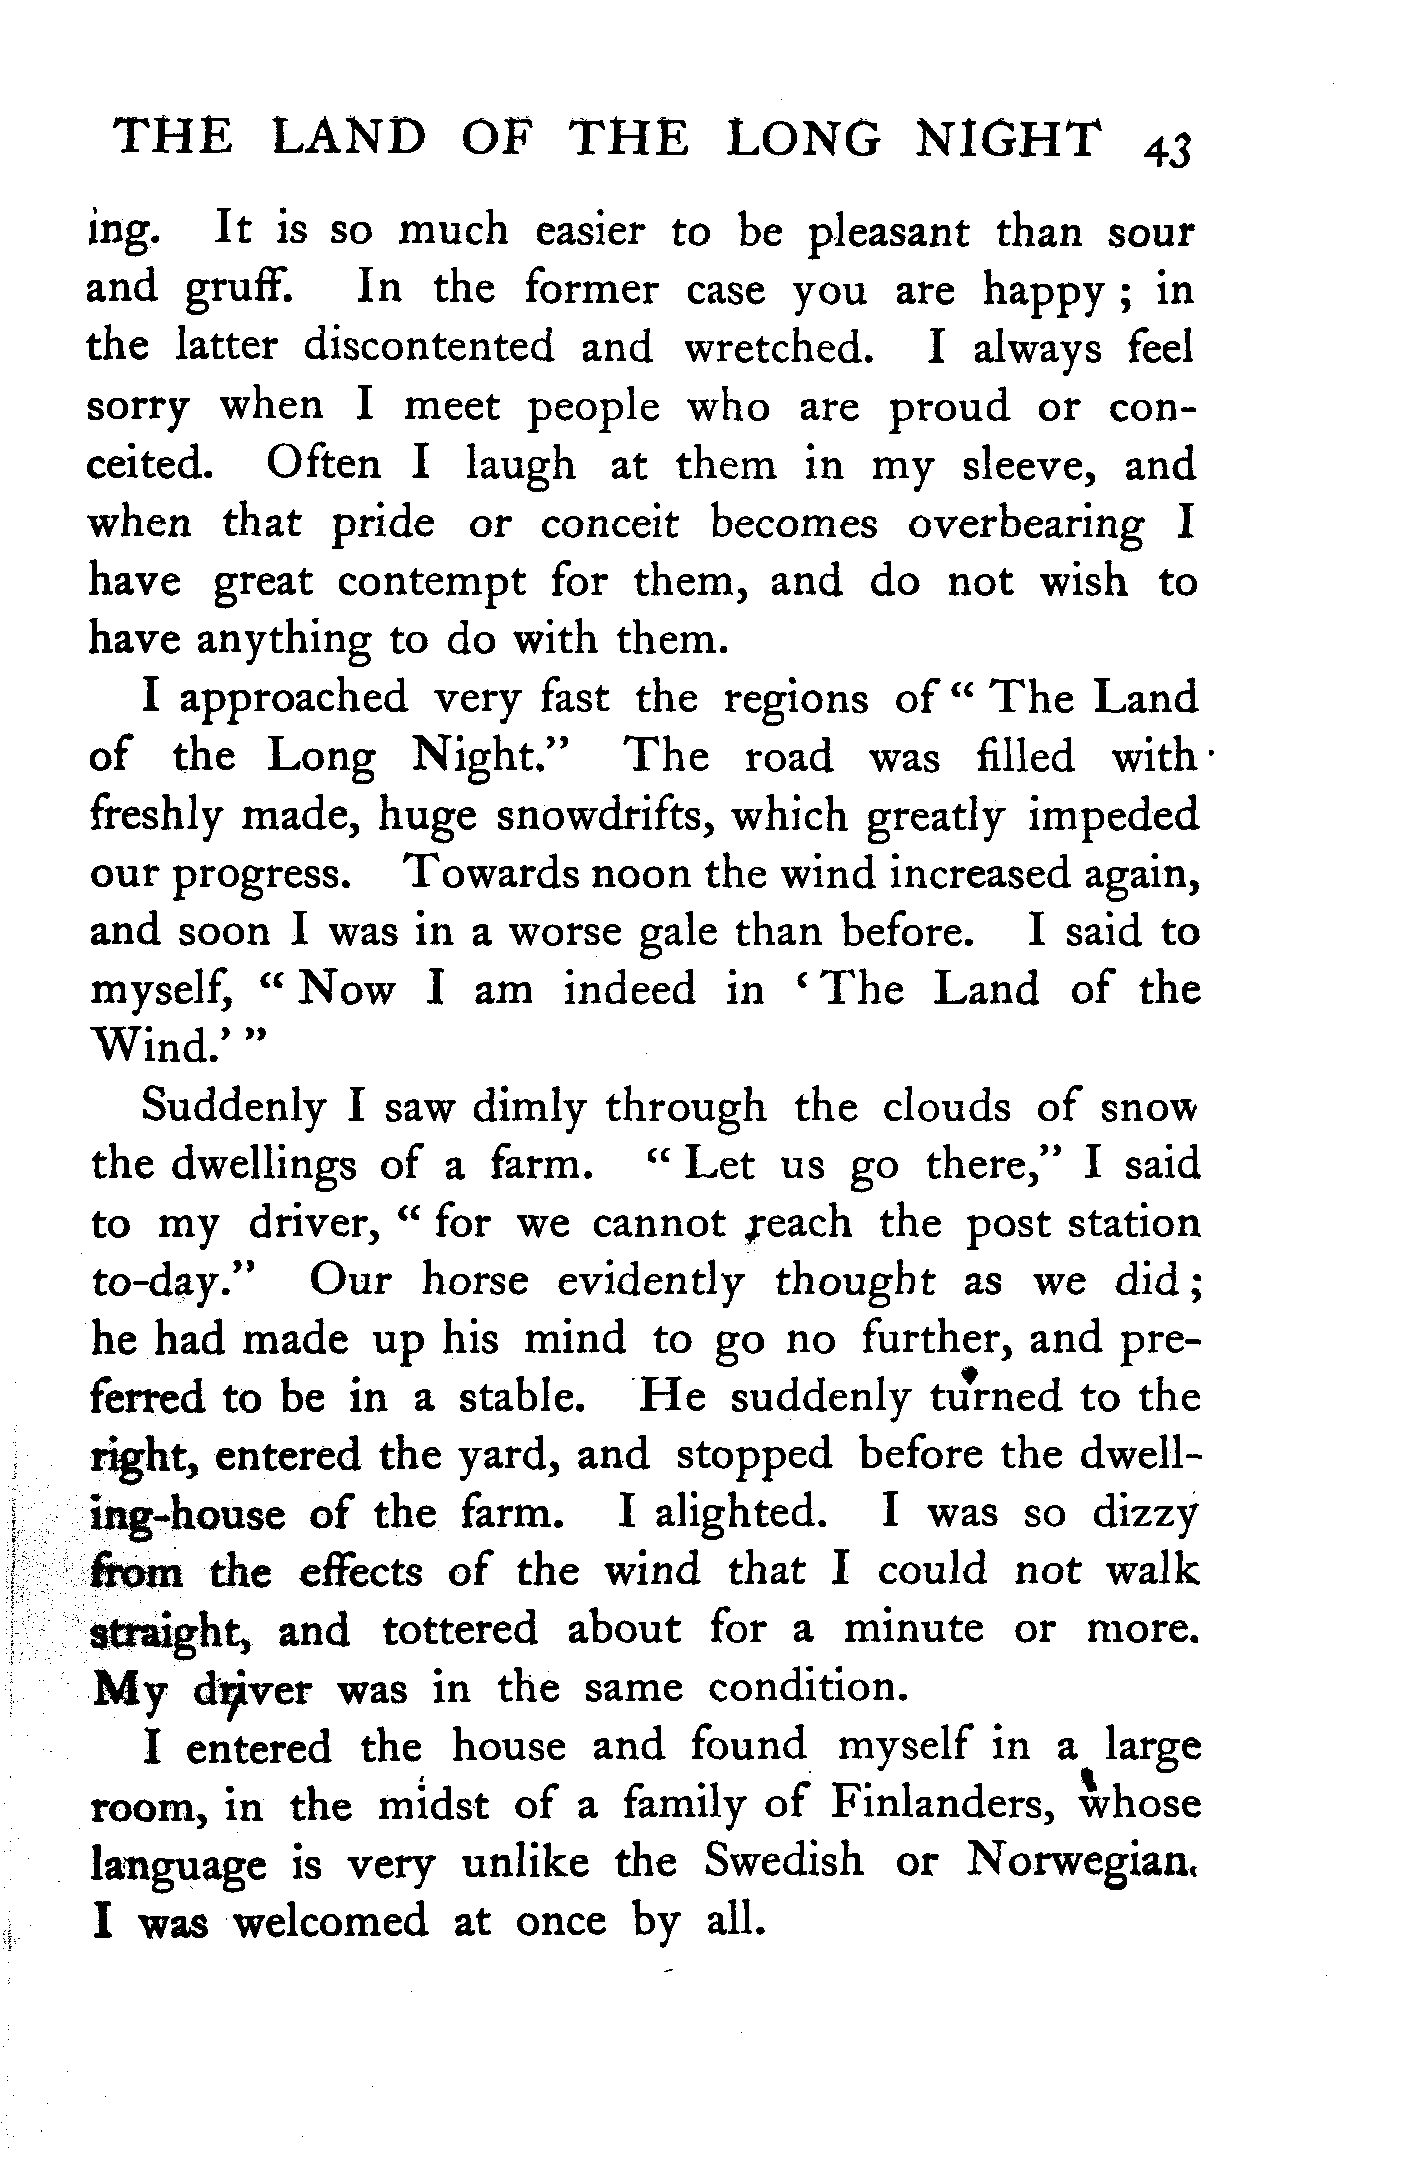 THE LAND OF THE LONG NIGHT 43
ing. It is so much easier to be pleasant than sour
and gruff. In the former case you are happy ; in
the latter discontented and wretched. I always feel
sorry when I meet people who are proud or con-
ceited. Often I laugh at them in my sleeve, and
when that pride or conceit becomes overbearing I
have great contempt for them, and do not wish to
have anything to do with them.
I approached very fast the regions of “ The Land
of the Long Night.” The road was filled with
freshly made, huge snowdrifts, which greatly impeded
our progress. Towards noon the wind increased again,
and soon I was in a worse gale than before. I said to
myself, “ Now I am indeed in ‘ The Land of the
Wind.’ ”
Suddenly I saw dimly through the clouds of snow
the dwellings of a farm. “ Let us go there,” I said
to my driver, “ for we cannot reach the post station
to-day.” Our horse evidently thought as we did ;
he had made up his mind to go no further, and pre-
ferred to be in a stable. He suddenly turned to the
right, entered the yard, and stopped before the dwell-
ing-house of the farm. I alighted. I was so dizzy
from the effects of the wind that I could not walk
straight, and tottered about for a minute or more.
My driver was in the same condition.
I entered the house and found myself in a large
room, in the midst of a family of Finlanders, whose
language is very unlike the Swedish or Norwegian.
I was welcomed at once by all.